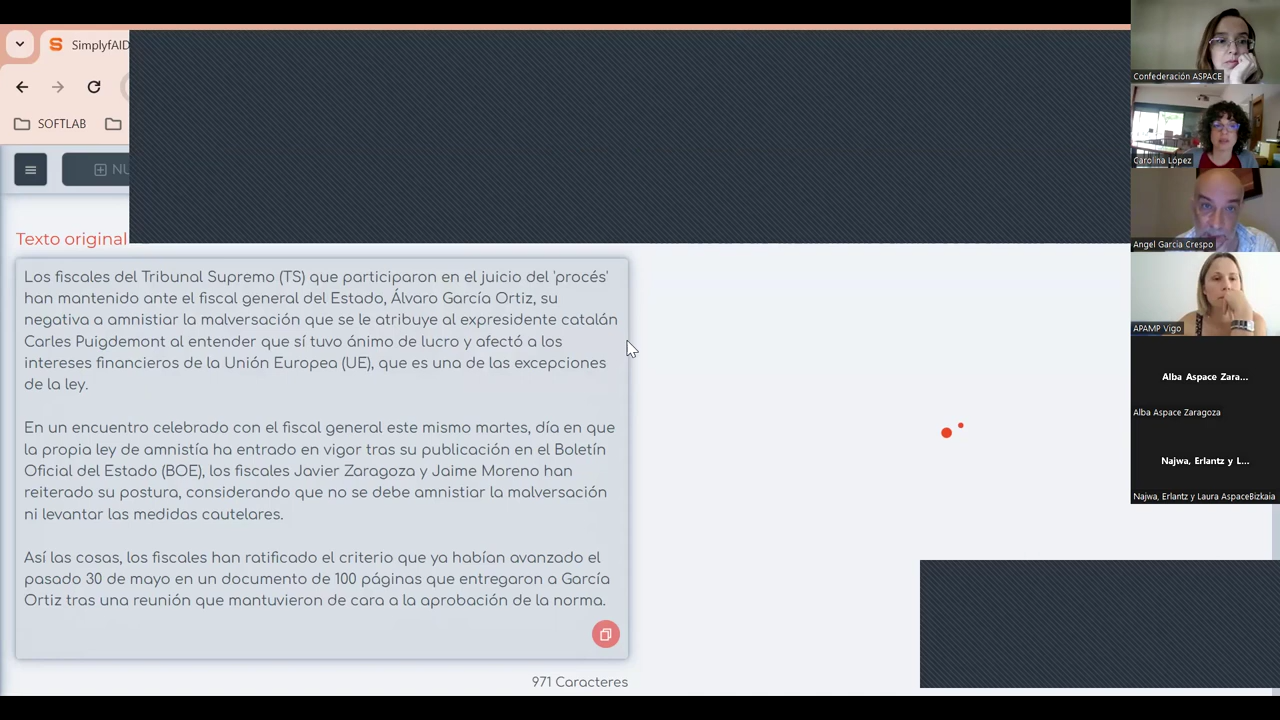 SimplyfAID
SOFTLAB
NU
Texto original
Los fiscales del Tribunal Supremo (TS) que participaron en el juicio del 'procés'
han mantenido ante el fiscal general del Estado, Álvaro García Ortiz, su
negativa a amnistiar la malversación que se le atribuye al expresidente catalán
Carles Puigdemont al entender que sí tuvo ánimo de lucro y afectó a los
intereses financieros de la Unión Europea (UE), que es una de las excepciones
de la ley.
En un encuentro celebrado con el fiscal general este mismo martes, día en que
la propia ley de amnistía ha entrado en vigor tras su publicación en el Boletín
Oficial del Estado (BOE), los fiscales Javier Zaragoza y Jaime Moreno han
reiterado su postura, considerando que no se debe amnistiar la malversación
ni levantar las medidas cautelares.
Así las cosas, los fiscales han ratificado el criterio que ya habían avanzado el
pasado 30 de mayo en un documento de 100 páginas que entregaron a García
Ortiz tras una reunión que mantuvieron de cara a la aprobación de la norma.
971 Caracteres
Confederación ASPACE
Carolina López
Angel García Crespo
APAMP Vigo
Alba Aspace Zara...
Alba Aspace Zaragoza
Najwa, Erlantz y L...
Najwa, Erlantz y Laura AspaceBizkaia